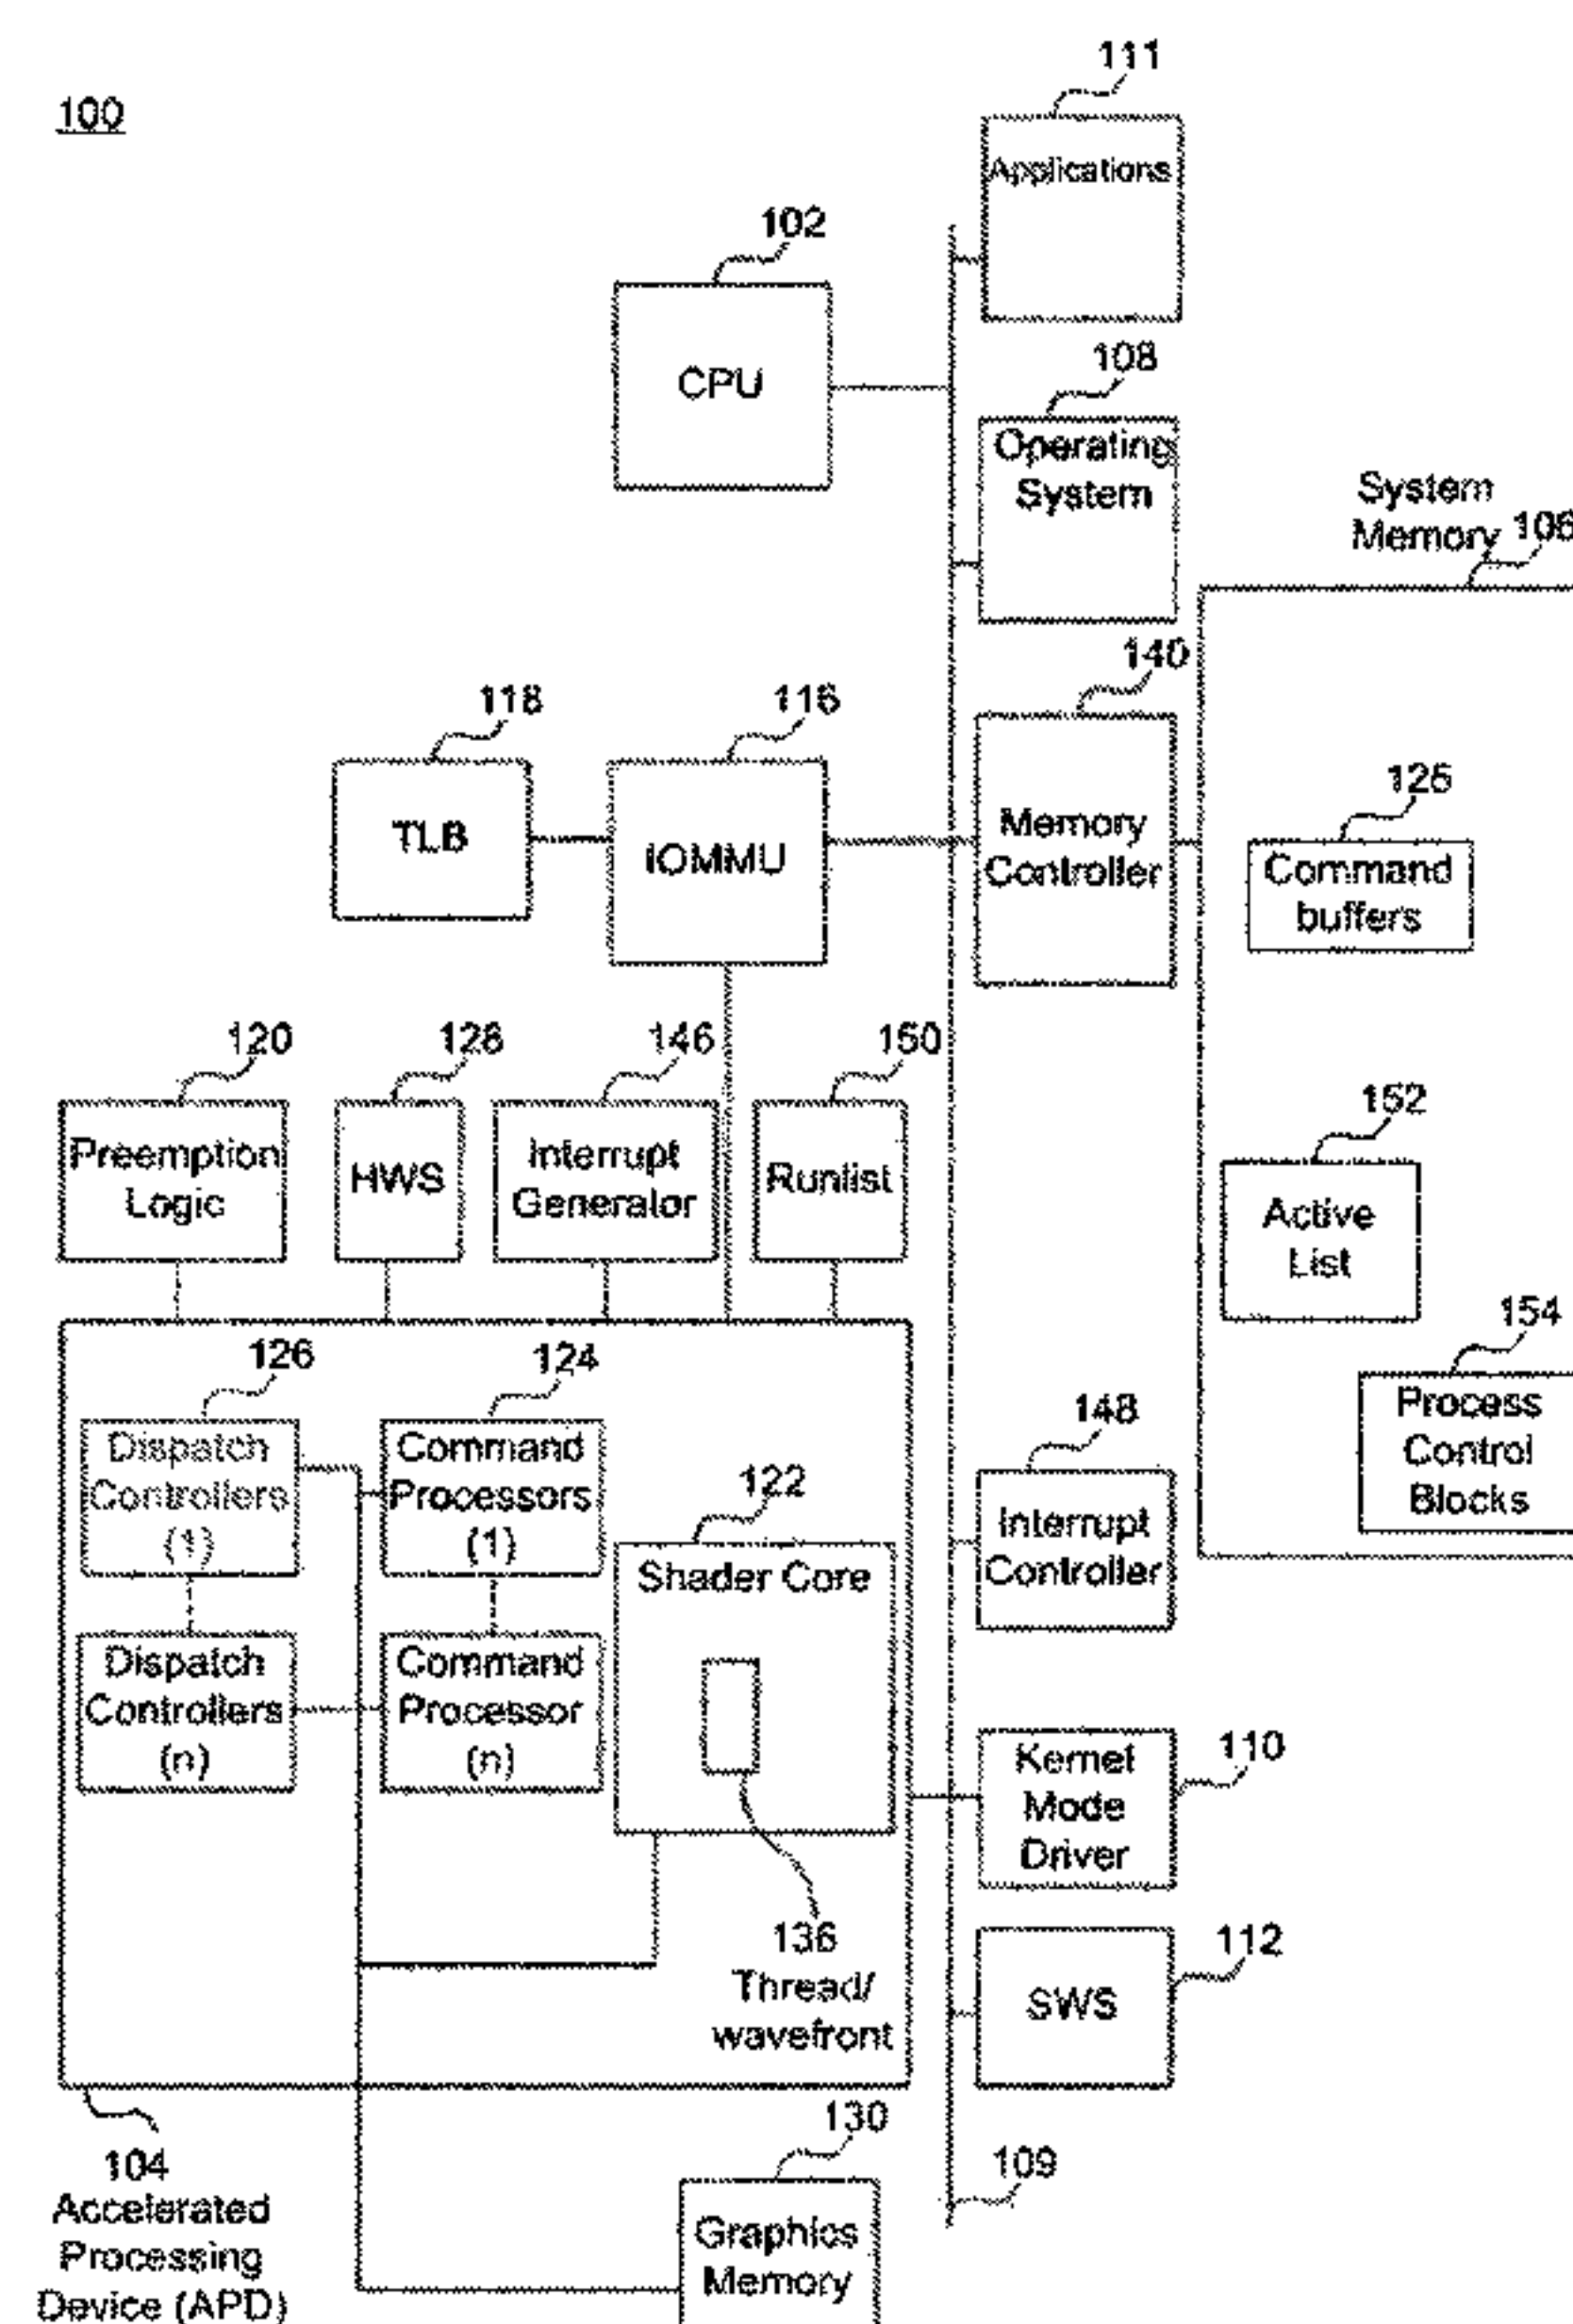 111
100
Applications
102
CPU
108
Operating
System
System
Memory 106
140
118
116
TLB
IOMMU
Memory
Controller
125
Command
buffers
120
128
146
150
Preemption
Logic
HWS
Interrupt
Generator
Runlist
152
Active
List
154
Process
Control
Blocks
126
124
Dispatch
Controllers
(1)
Command
Processors
(1)
122
Shader Core
148
Interrupt
Controller
Dispatch
Controllers
(n)
Command
Processor
(n)
Kernel
Mode
Driver
110
136
Thread/
wavefront
SWS
112
104
Accelerated
Processing
Device (APD)
130
Graphics
Memory
109